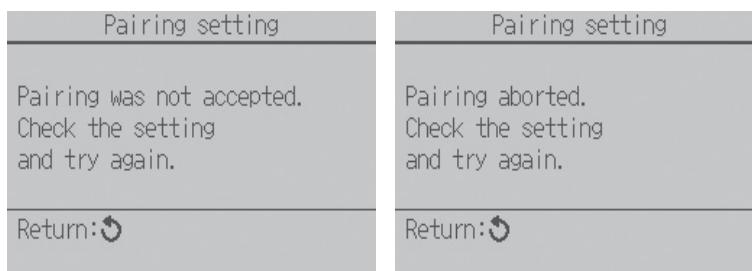 Pairing setting
Pairing was not accepted.
Check the setting
and try again.
Return:
Pairing setting
Pairing aborted.
Check the setting
and try again.
Return: